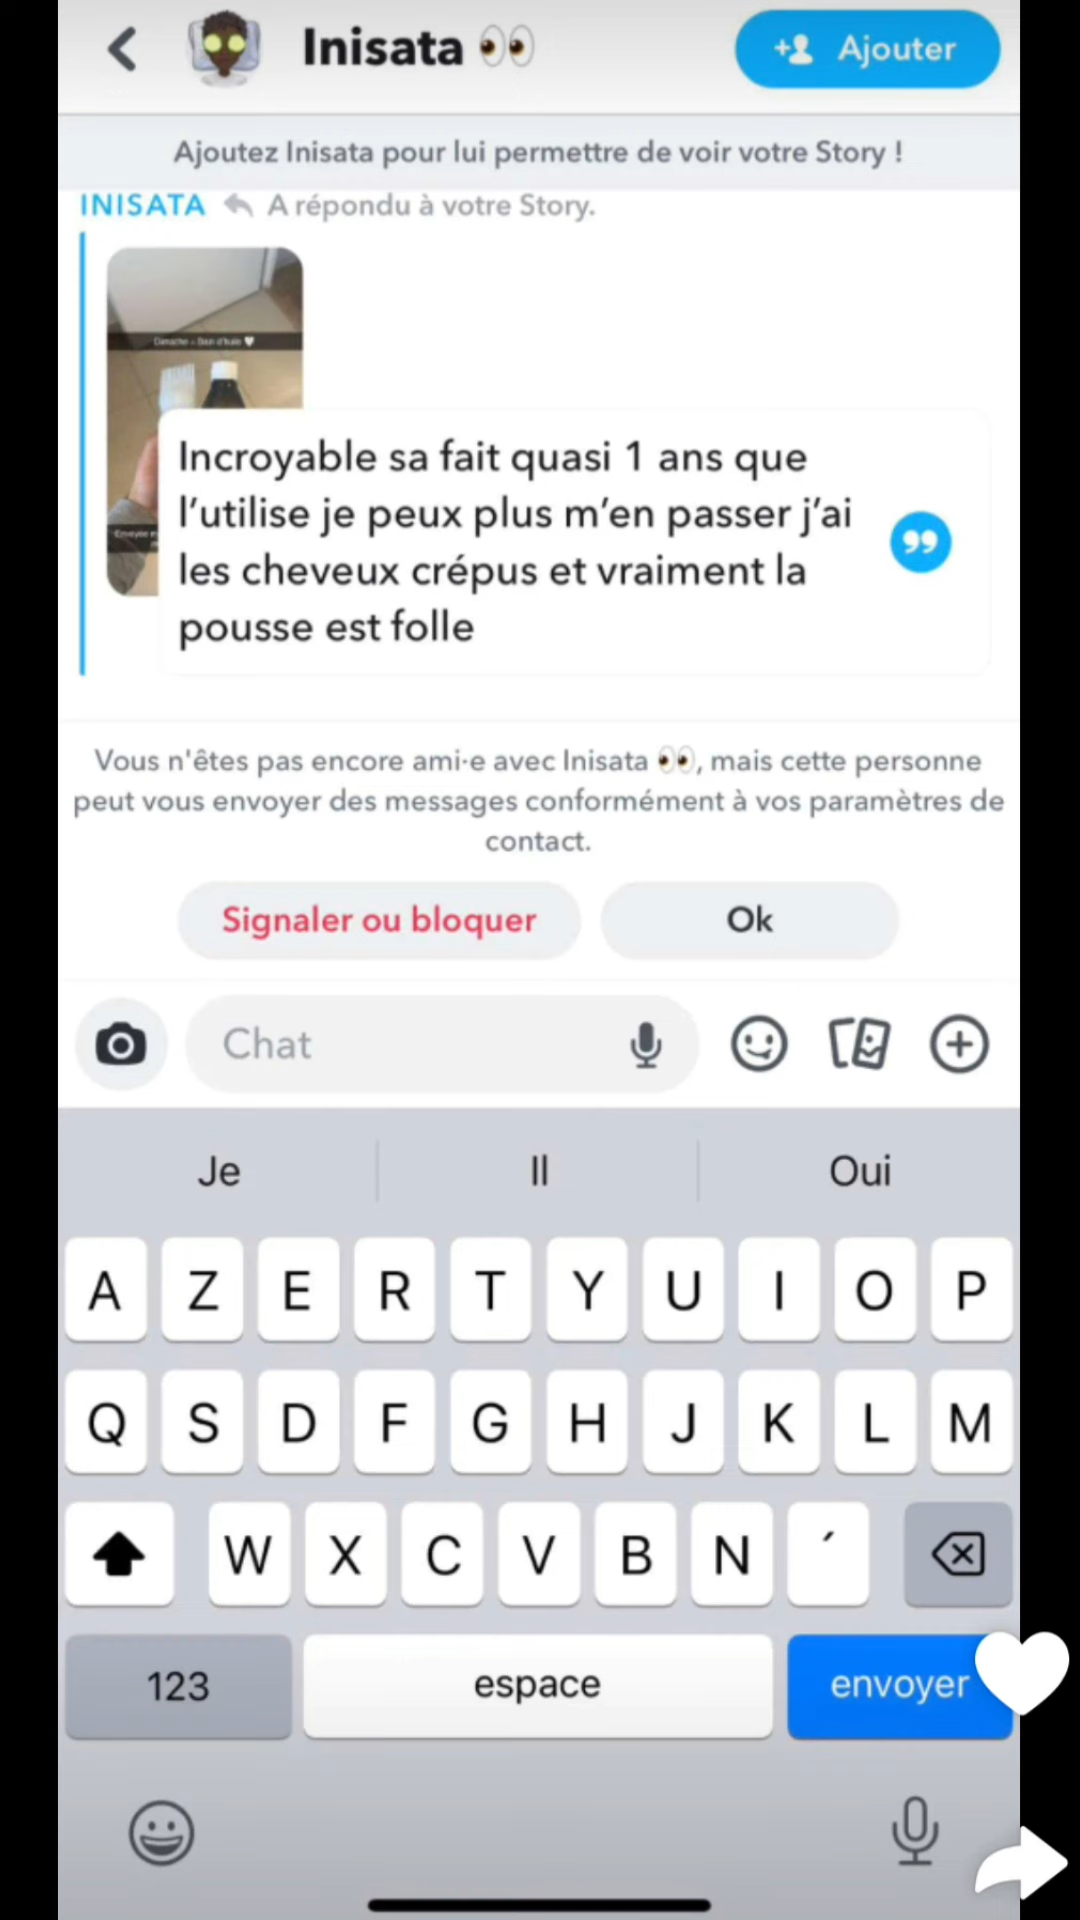 Inisata 👀
Ajouter
Ajoutez Inisata pour lui permettre de voir votre Story !
INISATA A répondu à votre Story.
Dimanche = Bain d'huile 🤍
Incroyable sa fait quasi 1 ans que
l'utilise je peux plus m'en passer j'ai
les cheveux crépus et vraiment la
pousse est folle
Vous n'êtes pas encore ami·e avec Inisata 👀, mais cette personne
peut vous envoyer des messages conformément à vos paramètres de
contact.
Signaler ou bloquer Ok
Chat
Je Il Oui
A Z E R T Y U I O P
Q S D F G H J K L M
W X C V B N ´
123 espace envoyer